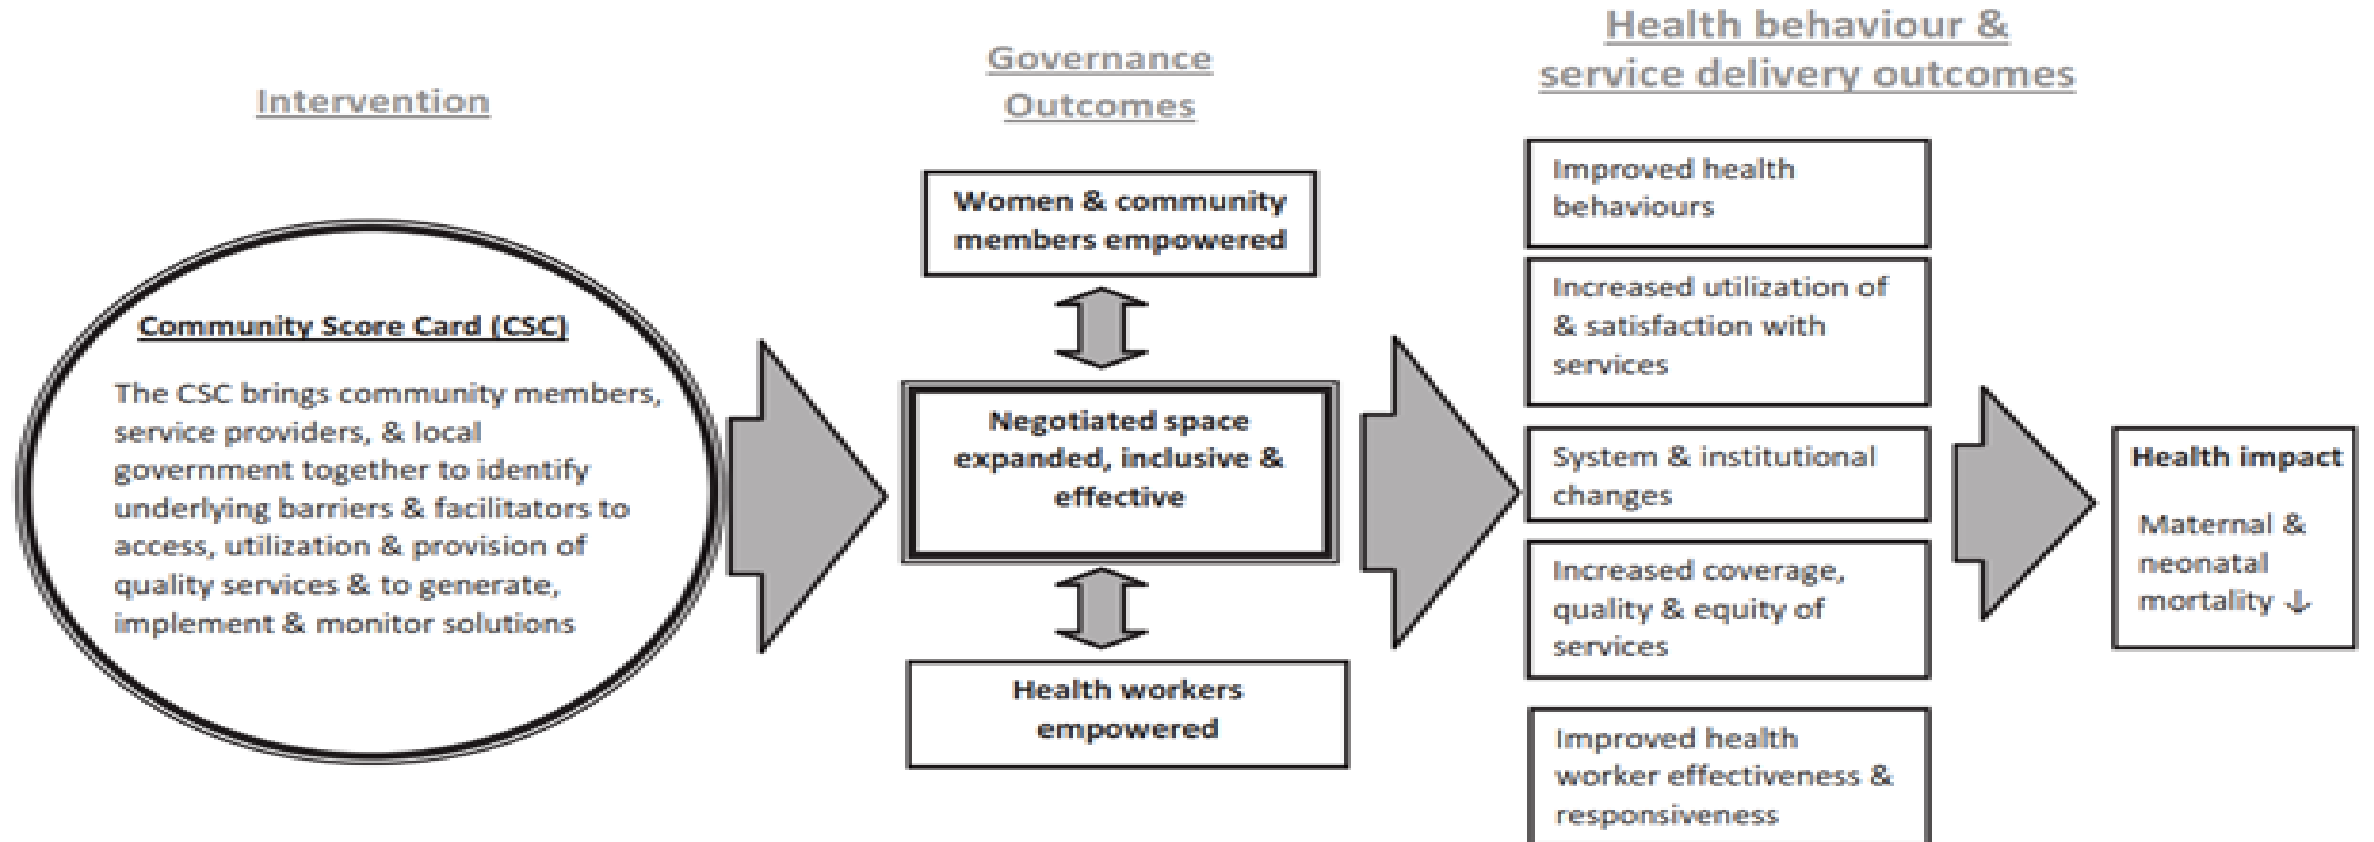 Intervention
Community Score Card (CSC)
The CSC brings community members,
service providers, & local
government together to identify
underlying barriers & facilitators to
access, utilization & provision of
quality services & to generate,
implement & monitor solutions
Governance
Outcomes
Women & community
members empowered
Negotiated space
expanded, inclusive &
effective
Health workers
empowered
Health behaviour &
service delivery outcomes
Improved health
behaviours
Increased utilization of
& satisfaction with
services
System & institutional
changes
Increased coverage,
quality & equity of
services
Improved health
worker effectiveness &
responsiveness
Health impact
Maternal &
neonatal
mortality ↓